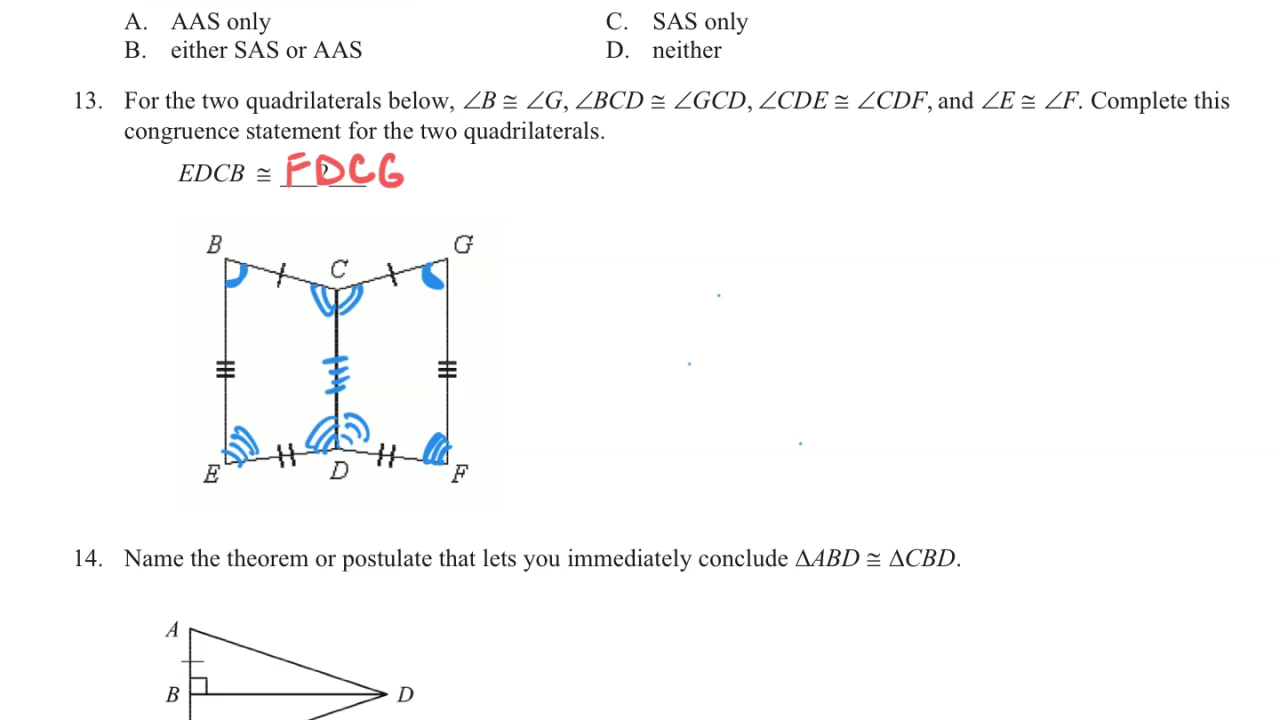 A. AAS only C. SAS only
B. either SAS or AAS D. neither
13. For the two quadrilaterals below, ∠B ≅ ∠G, ∠BCD ≅ ∠GCD, ∠CDE ≅ ∠CDF, and ∠E ≅ ∠F. Complete this
congruence statement for the two quadrilaterals.
EDCB ≅ __?__ FDCG
B G
C
E D F
14. Name the theorem or postulate that lets you immediately conclude ΔABD ≅ ΔCBD.
A
B D